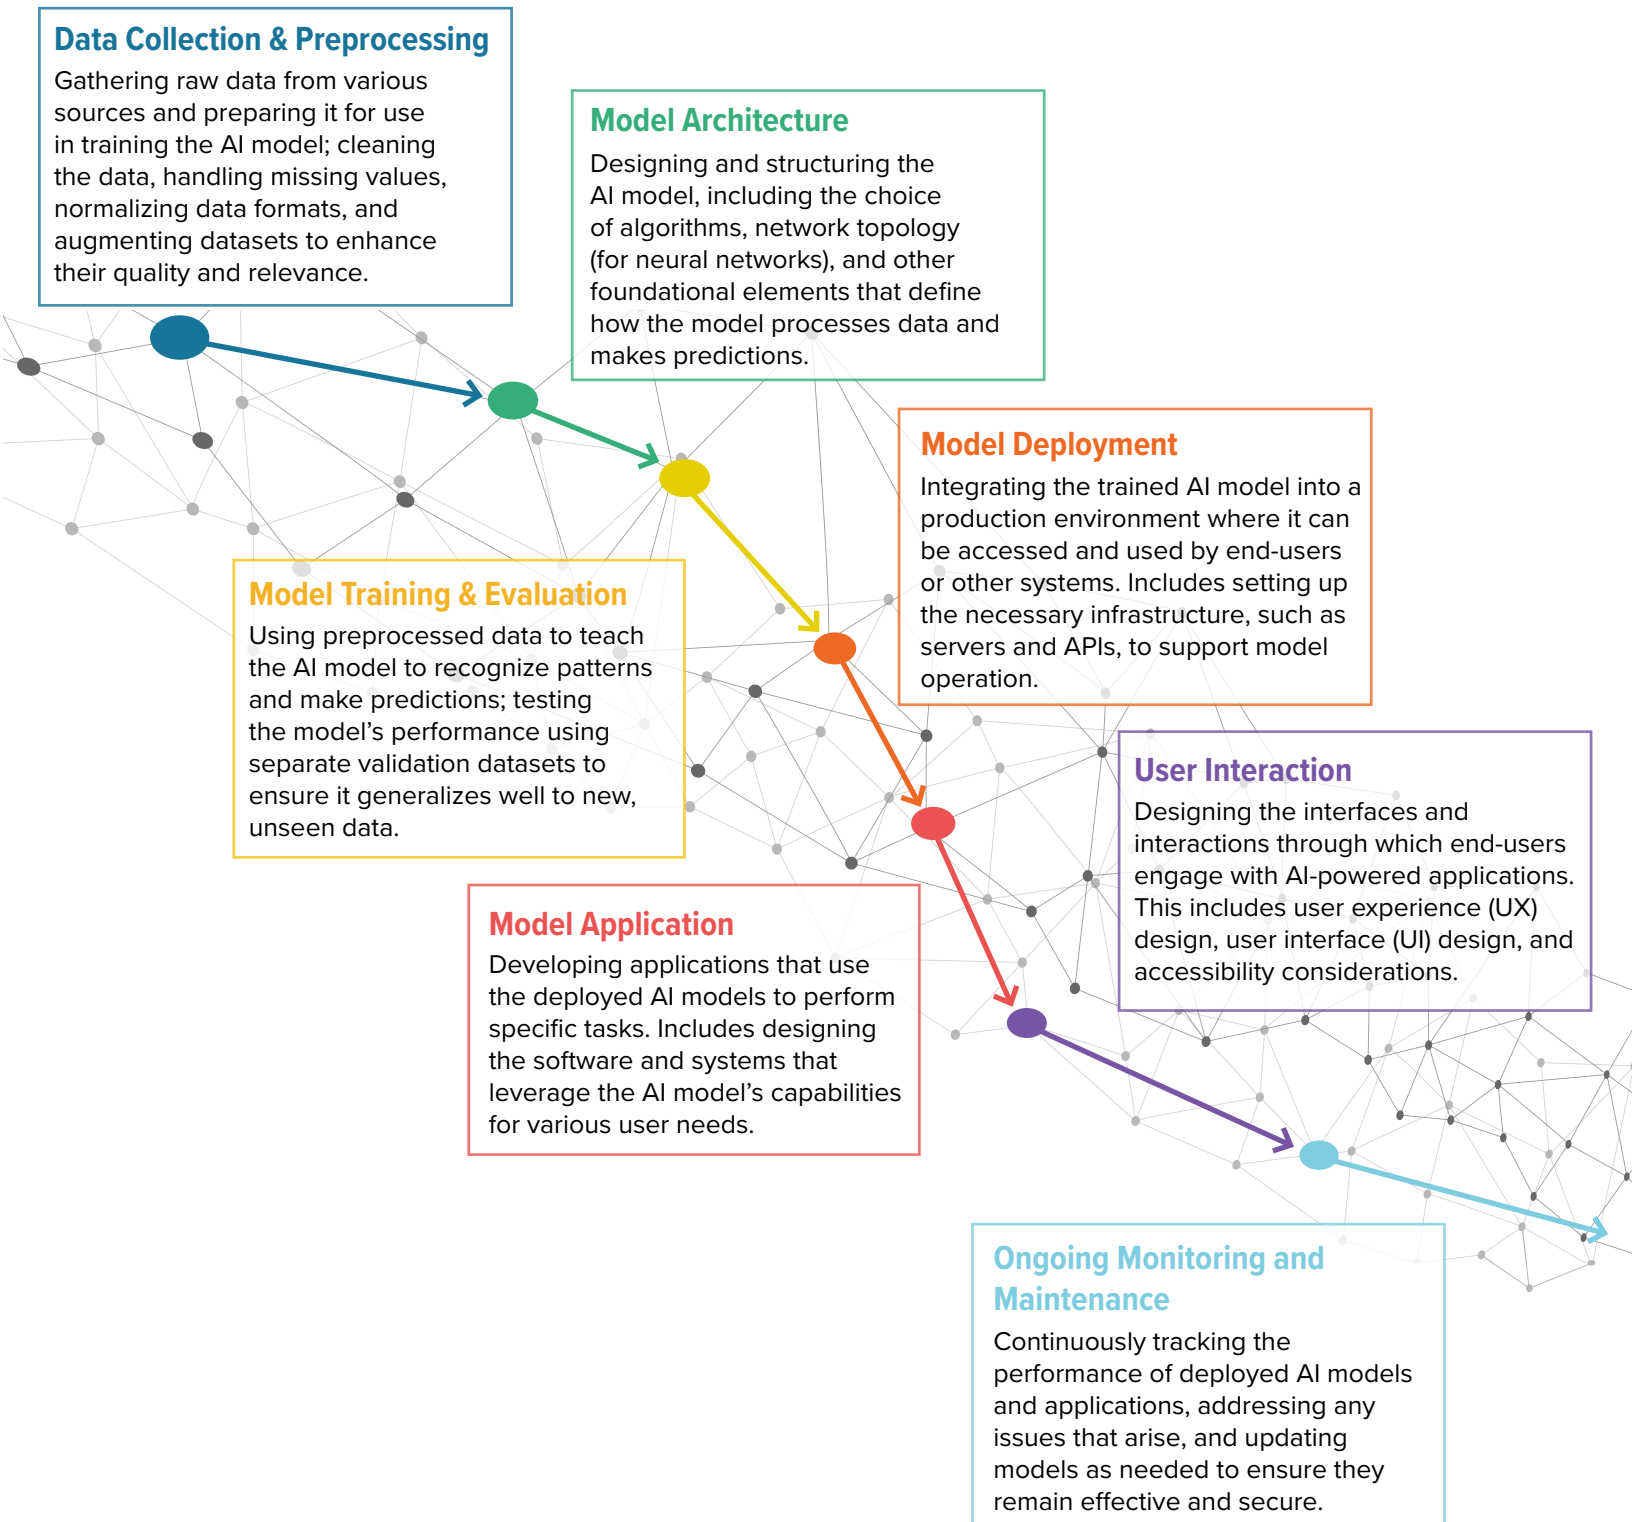 Data Collection & Preprocessing
Gathering raw data from various
sources and preparing it for use
in training the AI model; cleaning
the data, handling missing values,
normalizing data formats, and
augmenting datasets to enhance
their quality and relevance.
Model Architecture
Designing and structuring the
AI model, including the choice
of algorithms, network topology
(for neural networks), and other
foundational elements that define
how the model processes data and
makes predictions.
Model Training & Evaluation
Using preprocessed data to teach
the AI model to recognize patterns
and make predictions; testing
the model’s performance using
separate validation datasets to
ensure it generalizes well to new,
unseen data.
Model Deployment
Integrating the trained AI model into a
production environment where it can
be accessed and used by end-users
or other systems. Includes setting up
the necessary infrastructure, such as
servers and APIs, to support model
operation.
Model Application
Developing applications that use
the deployed AI models to perform
specific tasks. Includes designing
the software and systems that
leverage the AI model’s capabilities
for various user needs.
User Interaction
Designing the interfaces and
interactions through which end-users
engage with AI-powered applications.
This includes user experience (UX)
design, user interface (UI) design, and
accessibility considerations.
Ongoing Monitoring and
Maintenance
Continuously tracking the
performance of deployed AI models
and applications, addressing any
issues that arise, and updating
models as needed to ensure they
remain effective and secure.